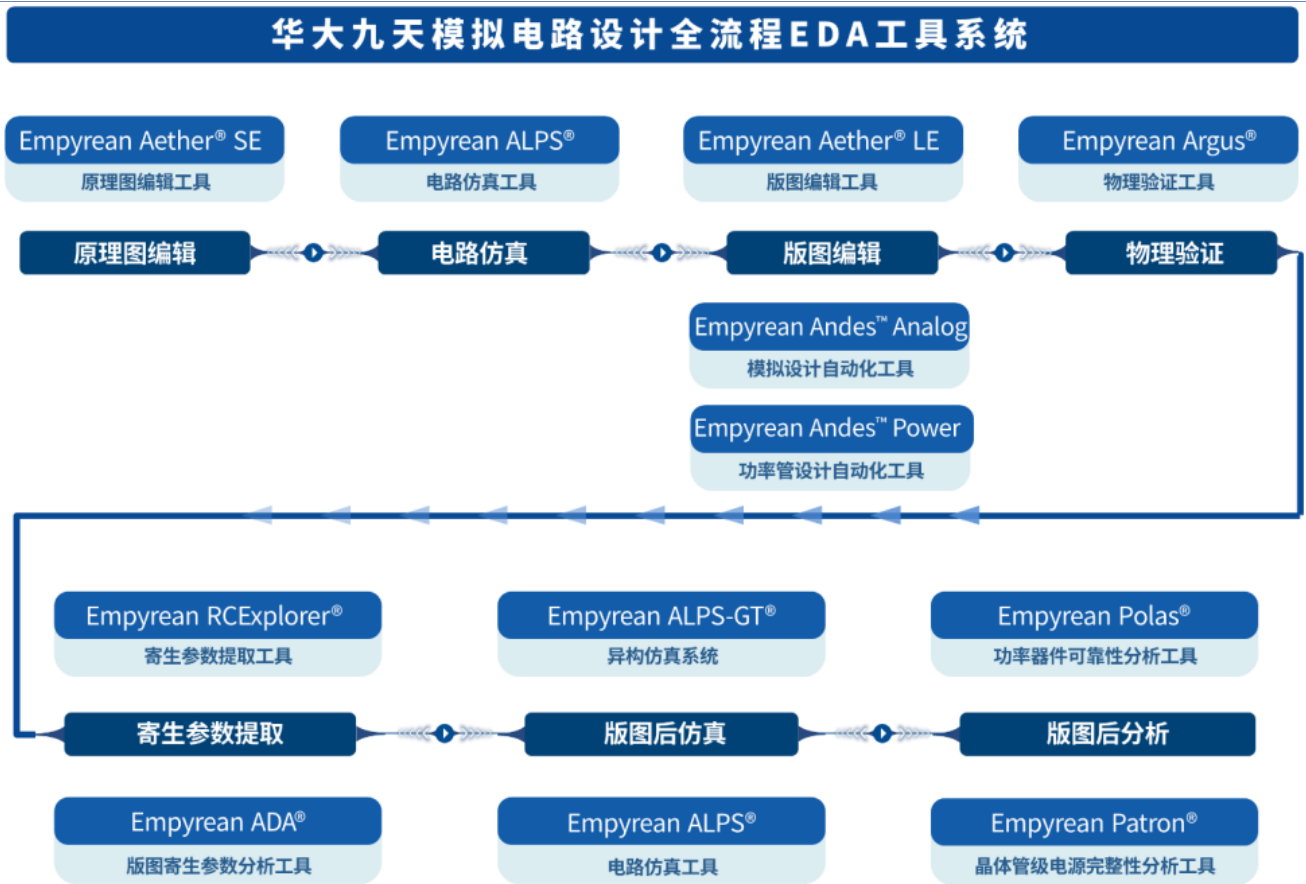 华大九天模拟电路设计全流程EDA工具系统
Empyrean Aether® SE
原理图编辑工具
Empyrean ALPS®
电路仿真工具
Empyrean Aether® LE
版图编辑工具
Empyrean Argus®
物理验证工具
原理图编辑
电路仿真
版图编辑
物理验证
Empyrean Andes™ Analog
模拟设计自动化工具
Empyrean Andes™ Power
功率管设计自动化工具
Empyrean RCExplorer®
寄生参数提取工具
Empyrean ALPS-GT®
异构仿真系统
Empyrean Polas®
功率器件可靠性分析工具
寄生参数提取
版图后仿真
版图后分析
Empyrean ADA®
版图寄生参数分析工具
Empyrean ALPS®
电路仿真工具
Empyrean Patron®
晶体管级电源完整性分析工具